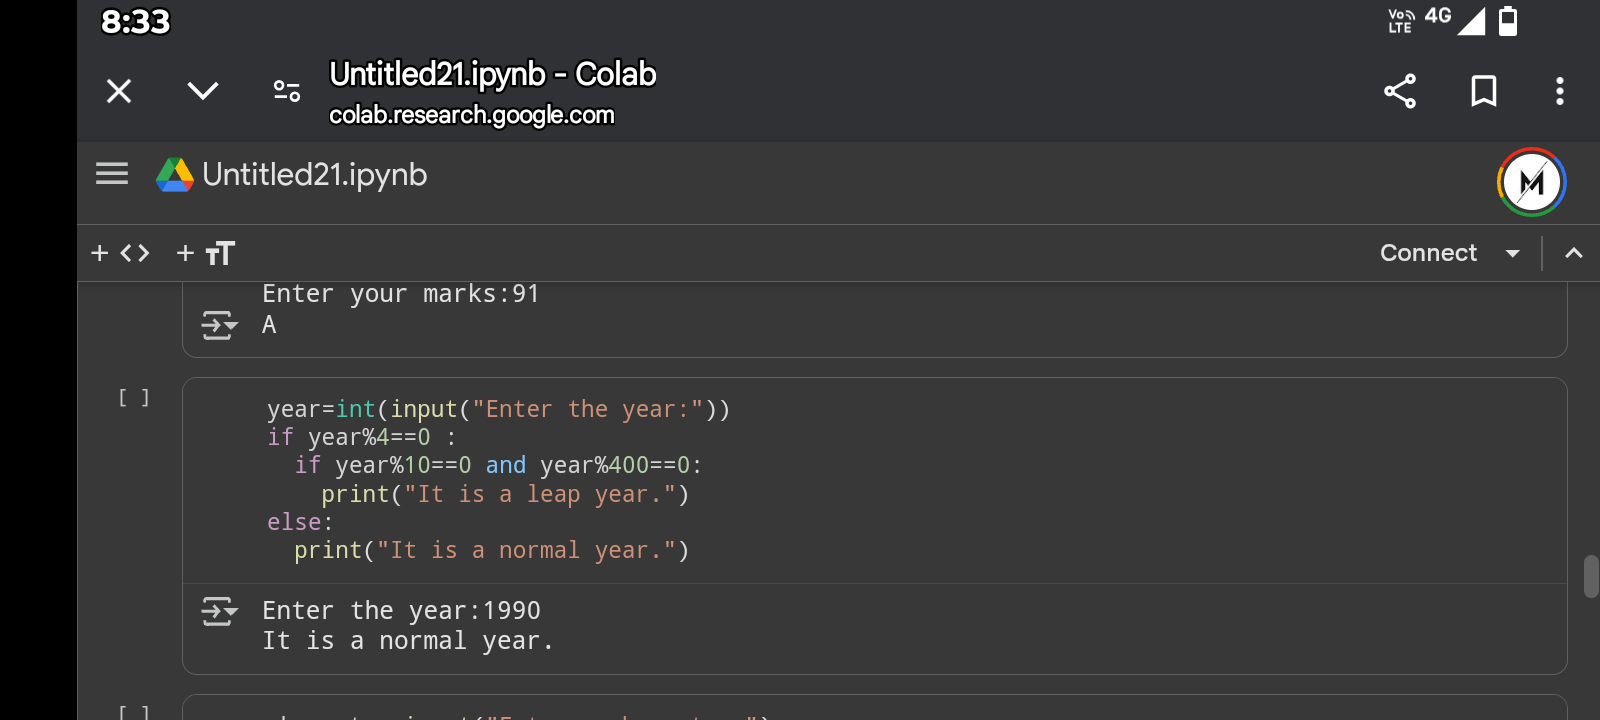 8:33
Vo LTE 4G
Untitled21.ipynb - Colab
colab.research.google.com
Untitled21.ipynb
M
+ <> + TT
Connect
Enter your marks:91
A
[ ]
year=int(input("Enter the year:"))
if year%4==0 :
  if year%10==0 and year%400==0:
    print("It is a leap year.")
else:
  print("It is a normal year.")
Enter the year:1990
It is a normal year.
[ ]